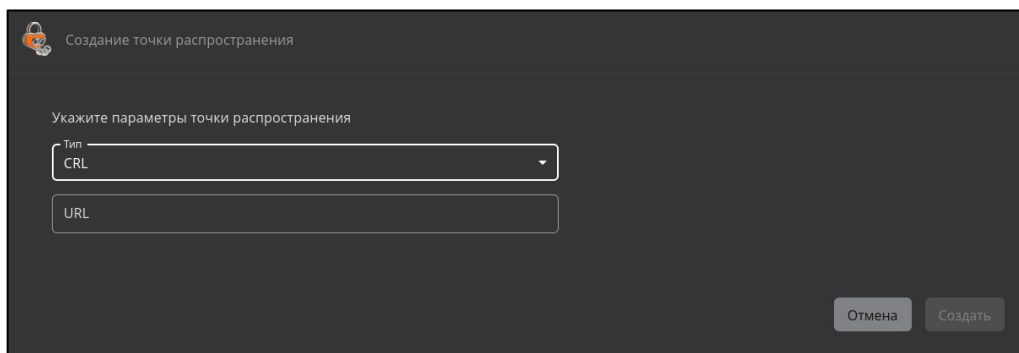 Создание точки распространения
Укажите параметры точки распространения
Тип
CRL
URL
Отмена
Создать